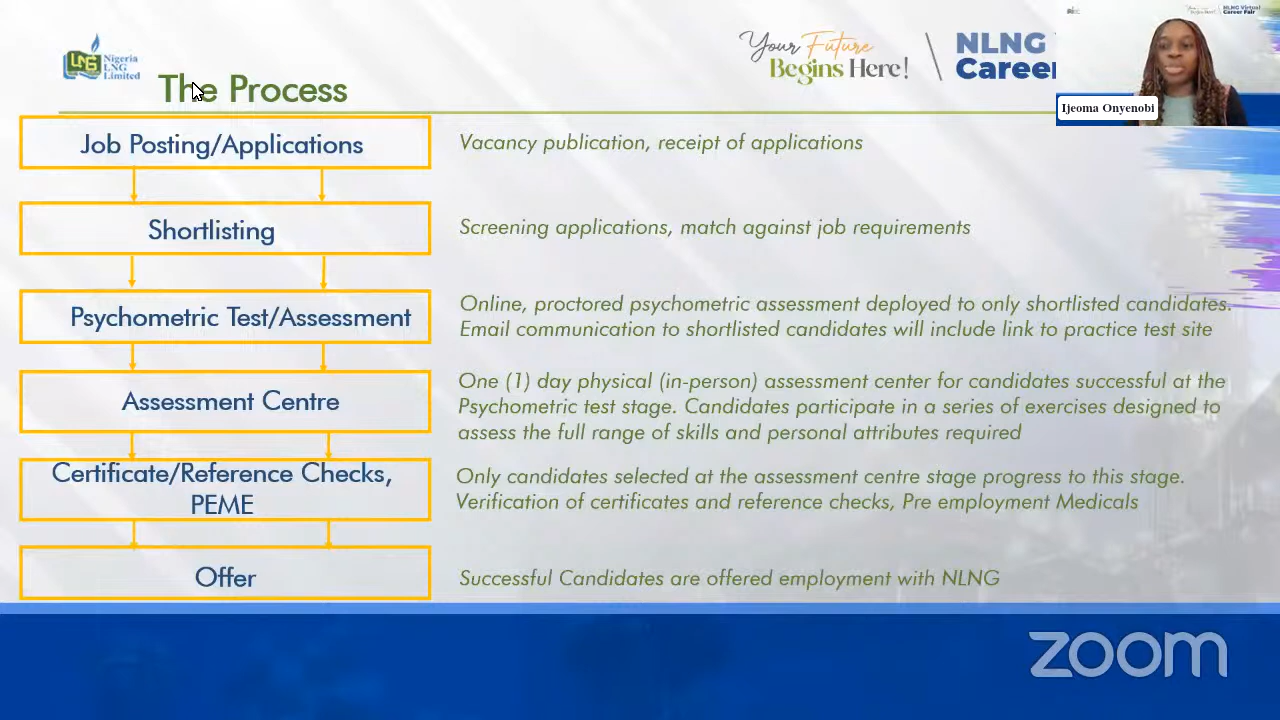 LNG
Nigeria
LNG
Limited
The Process
Your Future
Begins Here!
NLNG
Career
NLNG Virtual
Career Fair
Ijeoma Onyenobi
Job Posting/Applications
Vacancy publication, receipt of applications
Shortlisting
Screening applications, match against job requirements
Psychometric Test/Assessment
Online, proctored psychometric assessment deployed to only shortlisted candidates.
Email communication to shortlisted candidates will include link to practice test site
Assessment Centre
One (1) day physical (in-person) assessment center for candidates successful at the
Psychometric test stage. Candidates participate in a series of exercises designed to
assess the full range of skills and personal attributes required
Certificate/Reference Checks,
PEME
Only candidates selected at the assessment centre stage progress to this stage.
Verification of certificates and reference checks, Pre employment Medicals
Offer
Successful Candidates are offered employment with NLNG
zoom